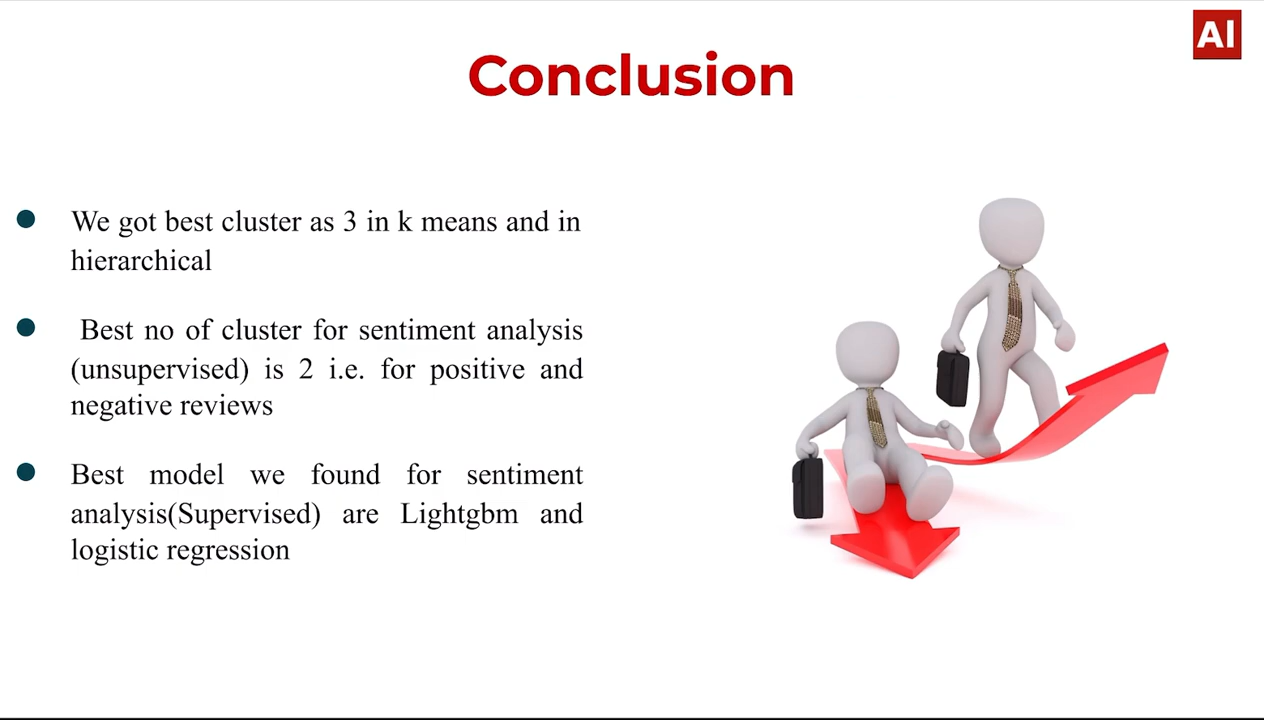 AI
Conclusion
We got best cluster as 3 in k means and in
hierarchical
Best no of cluster for sentiment analysis
(unsupervised) is 2 i.e. for positive and
negative reviews
Best model we found for sentiment
analysis(Supervised) are Lightgbm and
logistic regression